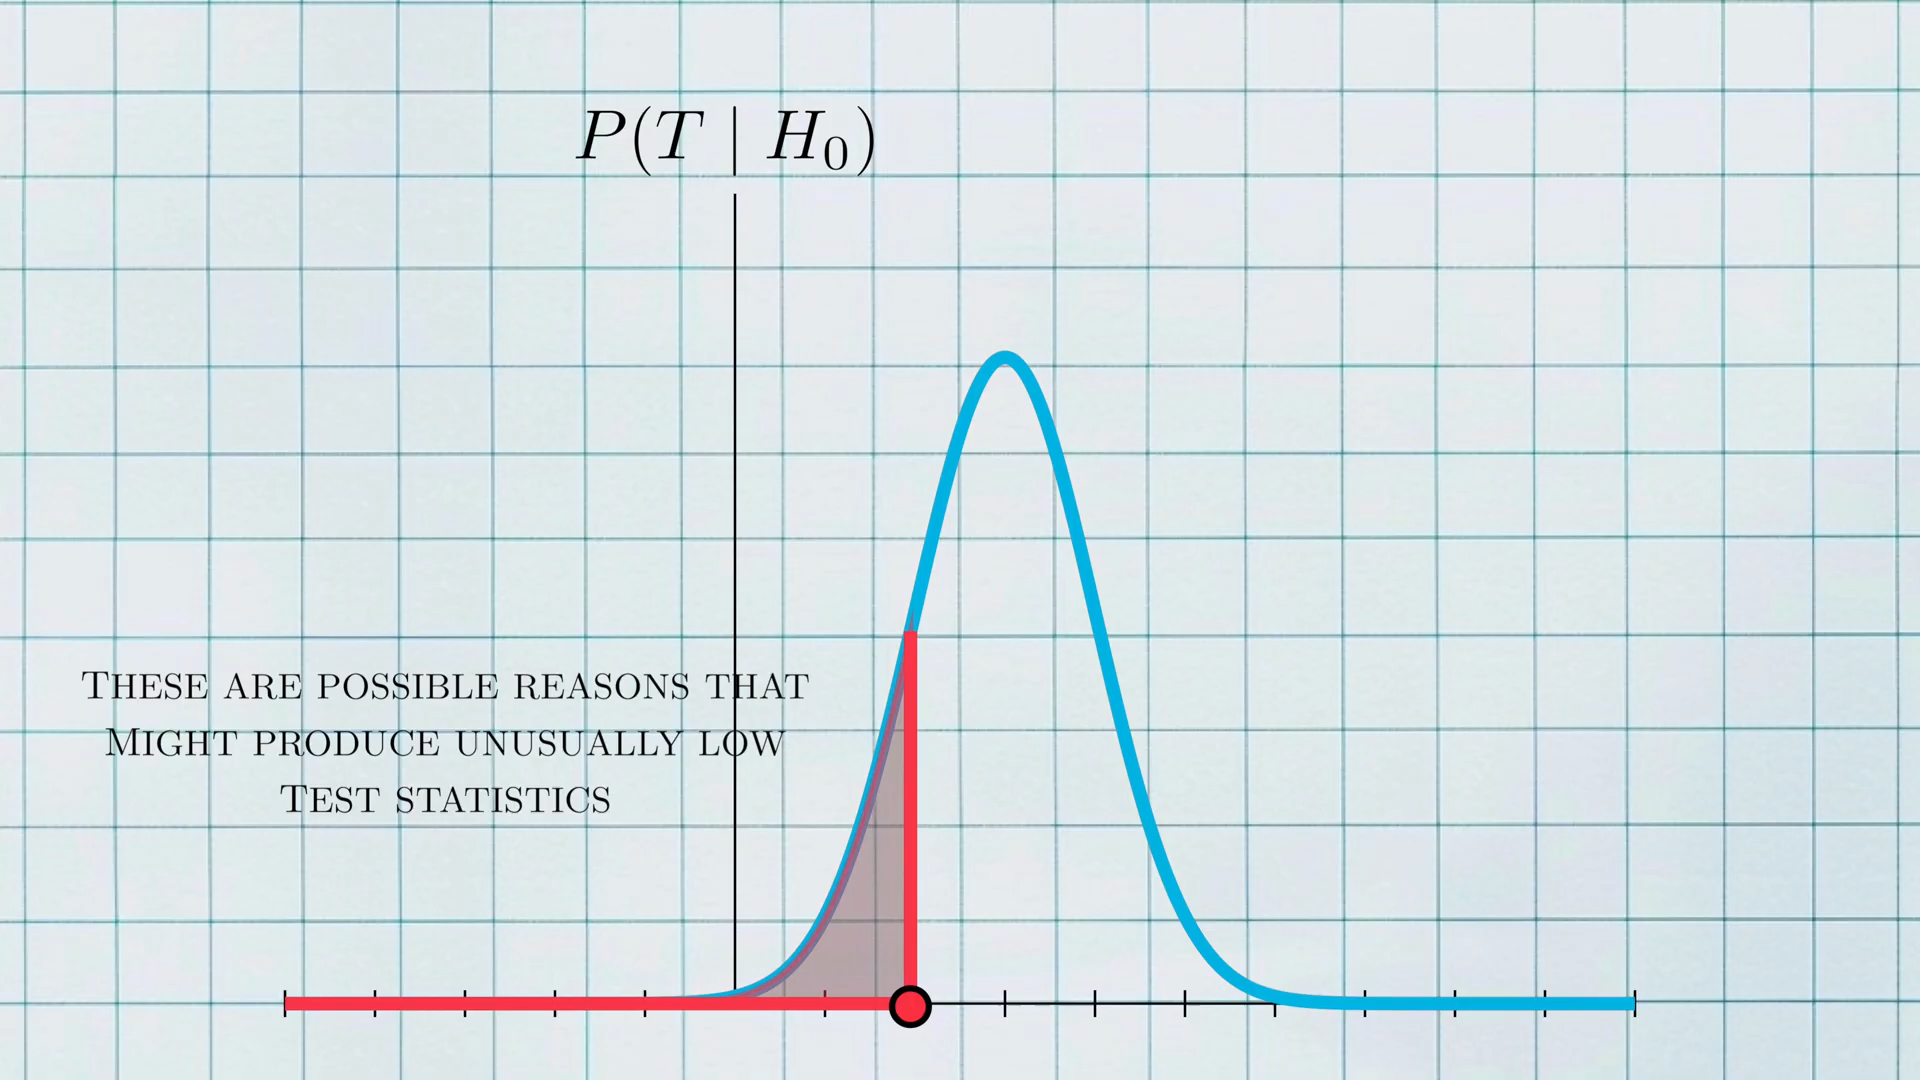 P(T | H₀)
THESE ARE POSSIBLE REASONS THAT
MIGHT PRODUCE UNUSUALLY LOW
TEST STATISTICS